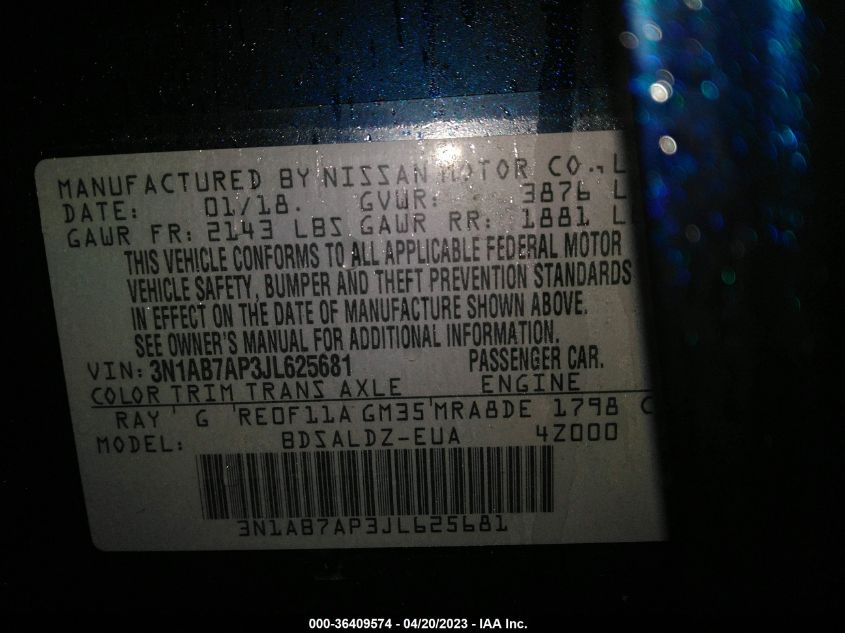 MANUFACTURED BY NISSAN MOTOR CO., L
DATE: 01/18. GVWR: 3876 L
GAWR FR: 2143 LBS GAWR RR: 1881 L
THIS VEHICLE CONFORMS TO ALL APPLICABLE FEDERAL MOTOR
VEHICLE SAFETY, BUMPER AND THEFT PREVENTION STANDARDS
IN EFFECT ON THE DATE OF MANUFACTURE SHOWN ABOVE.
SEE OWNER'S MANUAL FOR ADDITIONAL INFORMATION.
VIN: 3N1AB7AP3JL625681 PASSENGER CAR.
COLOR TRIM TRANS AXLE ENGINE
RAY G RE0F11A GM35 MRA8DE 1798 C
MODEL: BDSALDZ-EUA 4Z000
3N1AB7AP3JL625681
000-36409574 - 04/20/2023 - IAA Inc.